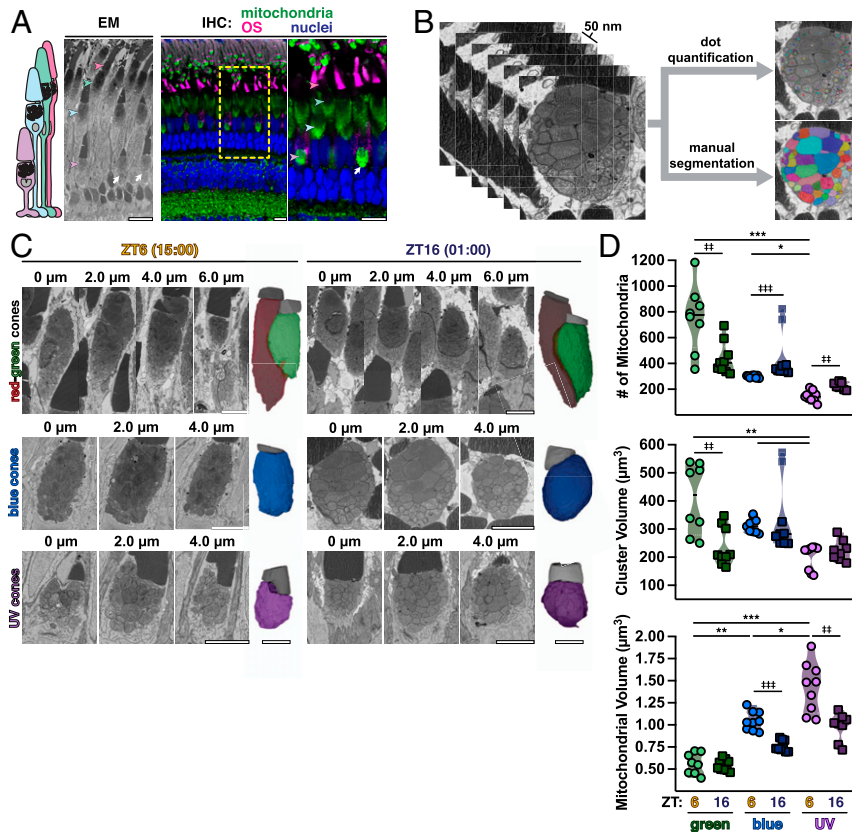 A
EM
IHC: mitochondria
OS nuclei
B
50 nm
dot
quantification
manual
segmentation
C
ZT6 (15:00)
ZT16 (01:00)
0 µm 2.0 µm 4.0 µm 6.0 µm
0 µm 2.0 µm 4.0 µm 6.0 µm
red-green cones
0 µm 2.0 µm 4.0 µm
0 µm 2.0 µm 4.0 µm
blue cones
0 µm 2.0 µm 4.0 µm
0 µm 2.0 µm 4.0 µm
UV cones
D
***
‡‡ *
‡‡‡
‡‡
1200
1000
800
600
400
200
# of Mitochondria
**
‡‡
600
500
400
300
200
100
Cluster Volume (µm³)
***
** * ‡‡
‡‡‡
2.00
1.75
1.50
1.25
1.00
0.75
0.50
Mitochondrial Volume (µm³)
ZT: 6 16 6 16 6 16
green blue UV